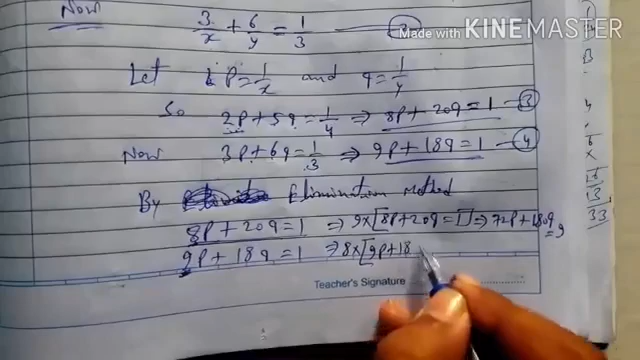 Now
3/x + 6/y = 1/3 — 2
Made with KINEMASTER
Let P = 1/x and q = 1/y
So 2P + 5q = 1/4 ⇒ 8P + 20q = 1 — 3
Now 3P + 6q = 1/3 ⇒ 9P + 18q = 1 — 4
By Elimination Method
8P + 20q = 1 ⇒ 9×[8P + 20q = 1] ⇒ 72P + 180q = 9
9P + 18q = 1 ⇒ 8×[9P + 18
Teacher's Signature